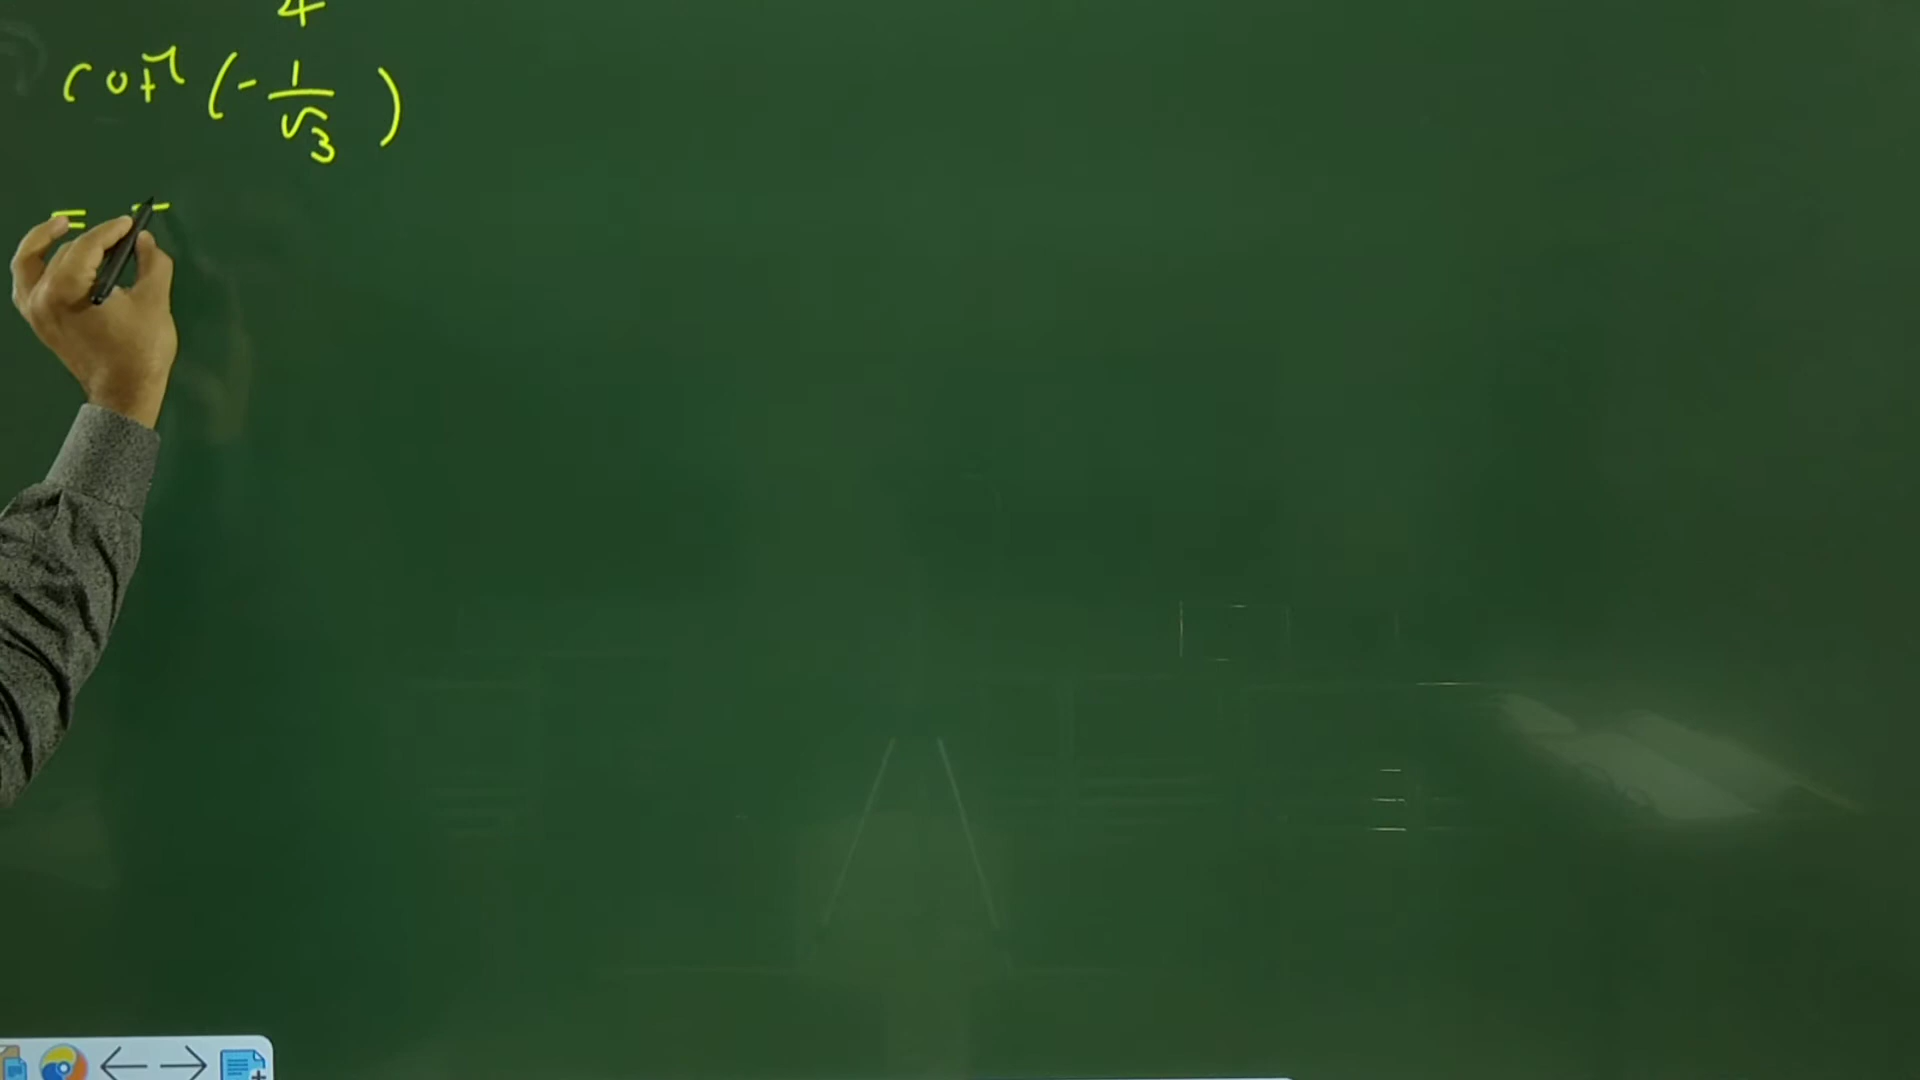 4
cot⁻¹ (- 1/√3 )
= -